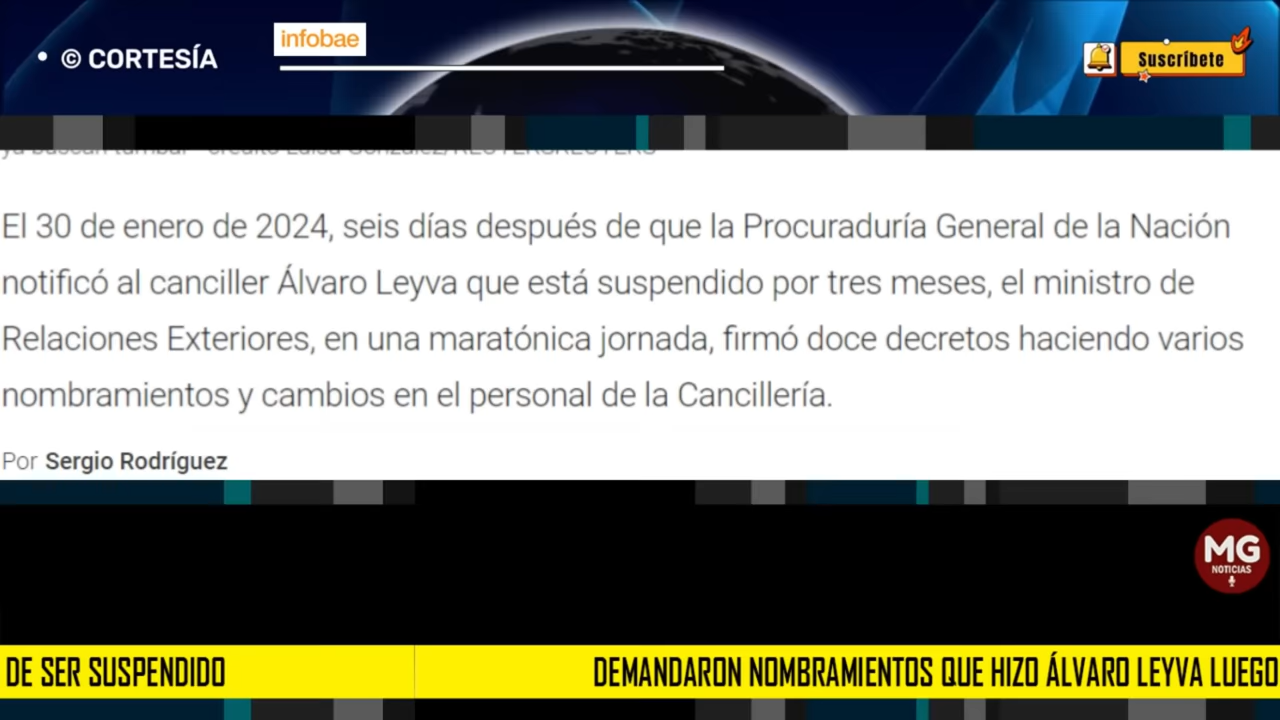 © CORTESÍA
infobae
Suscríbete
El 30 de enero de 2024, seis días después de que la Procuraduría General de la Nación
notificó al canciller Álvaro Leyva que está suspendido por tres meses, el ministro de
Relaciones Exteriores, en una maratónica jornada, firmó doce decretos haciendo varios
nombramientos y cambios en el personal de la Cancillería.
Por Sergio Rodríguez
MG
NOTICIAS
DE SER SUSPENDIDO
DEMANDARON NOMBRAMIENTOS QUE HIZO ÁLVARO LEYVA LUEGO